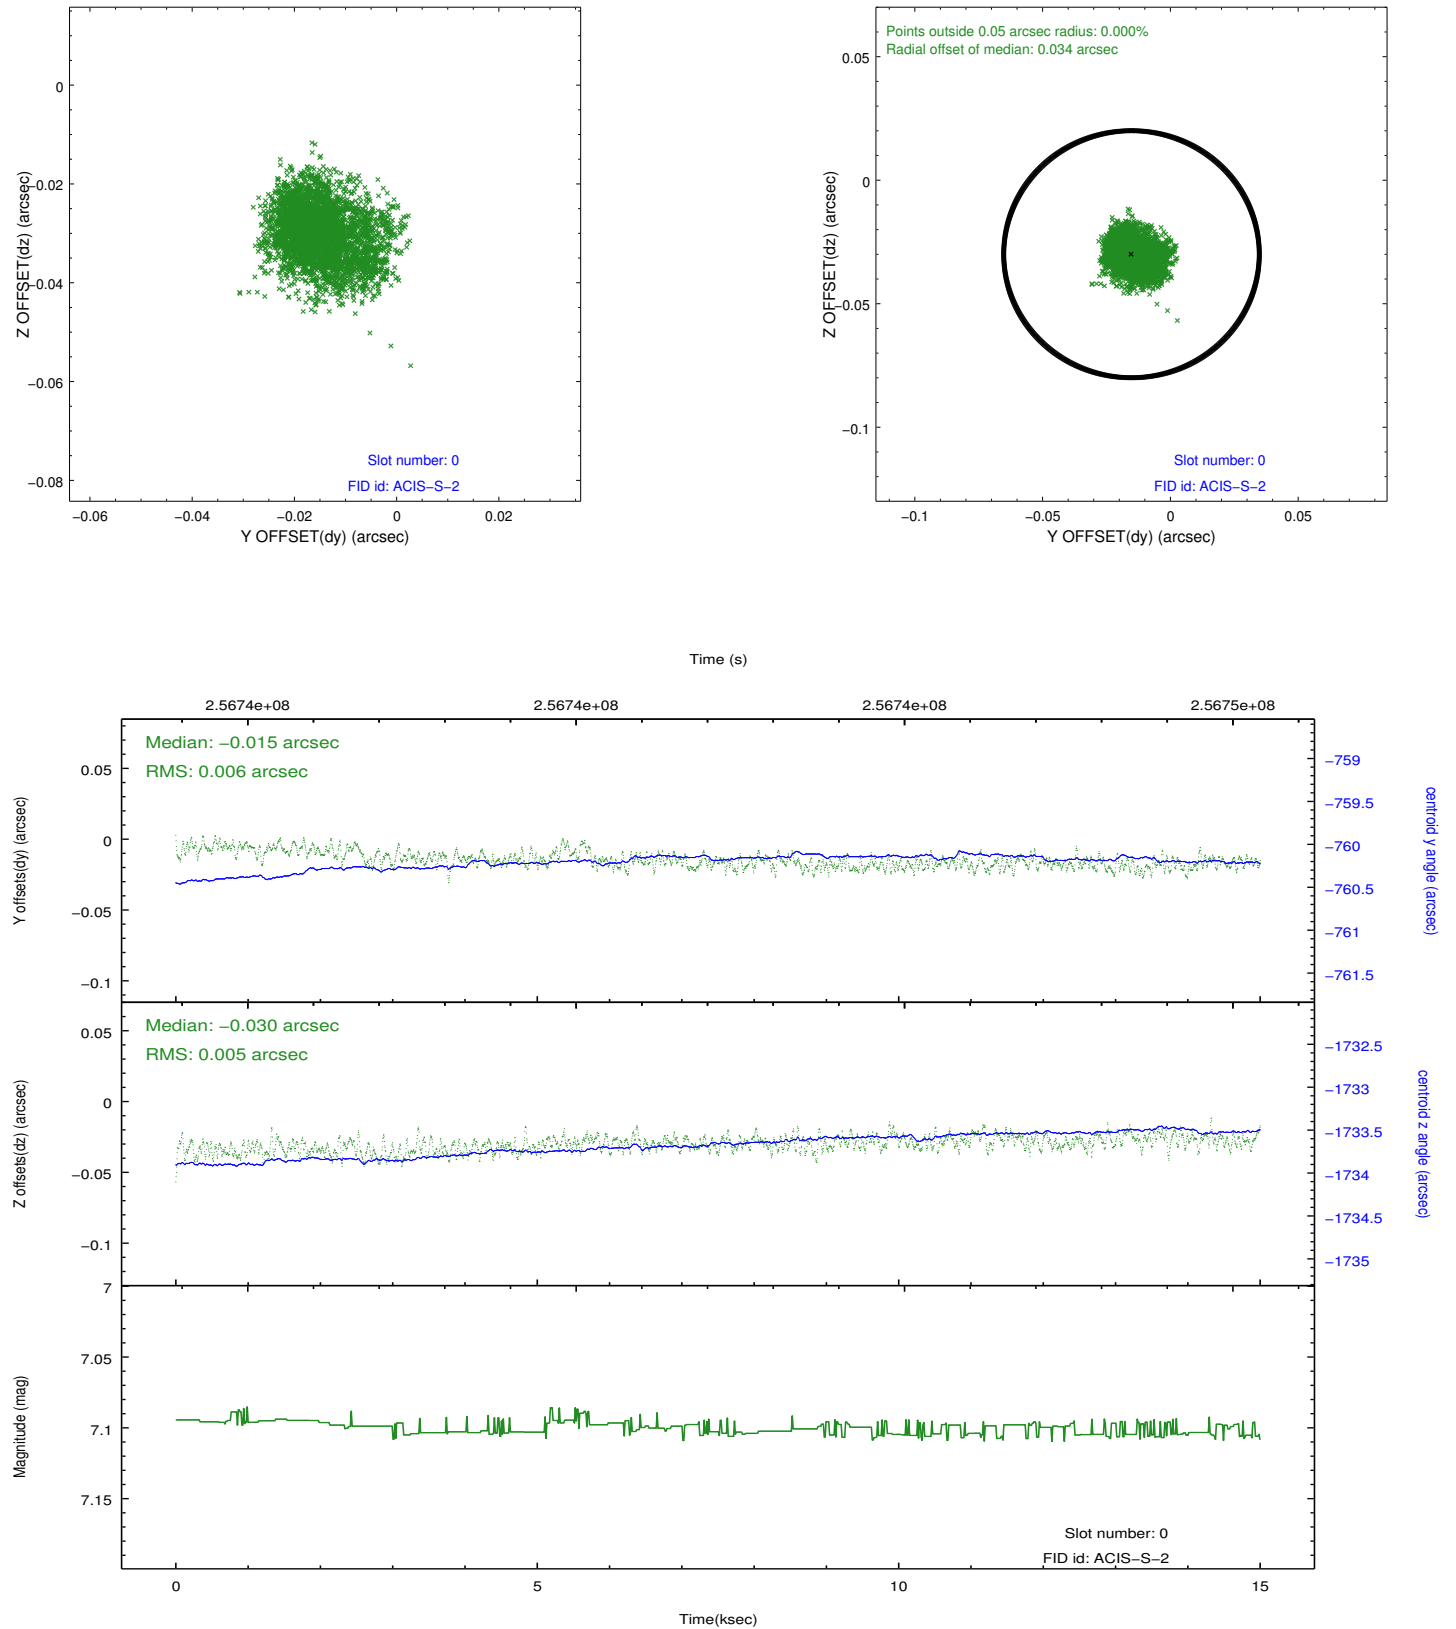 0
−0.02
−0.04
−0.06
−0.08
Z OFFSET(dz) (arcsec)
Slot number: 0
FID id: ACIS−S−2
−0.06
−0.04
−0.02
0
0.02
Y OFFSET(dy) (arcsec)
Points outside 0.05 arcsec radius: 0.000%
Radial offset of median: 0.034 arcsec
0.05
0
−0.05
−0.1
Z OFFSET(dz) (arcsec)
Slot number: 0
FID id: ACIS−S−2
−0.1
−0.05
0
0.05
Y OFFSET(dy) (arcsec)
Time (s)
2.5674e+08
2.5674e+08
2.5674e+08
2.5675e+08
Median: −0.015 arcsec
RMS: 0.006 arcsec
0.05
0
−0.05
−0.1
Y offsets(dy) (arcsec)
−759
−759.5
−760
−760.5
−761
−761.5
centroid y angle (arcsec)
Median: −0.030 arcsec
RMS: 0.005 arcsec
0.05
0
−0.05
−0.1
Z offsets(dz) (arcsec)
−1732.5
−1733
−1733.5
−1734
−1734.5
−1735
centroid z angle (arcsec)
7
7.05
7.1
7.15
Magnitude (mag)
Slot number: 0
FID id: ACIS−S−2
0
5
10
15
Time(ksec)